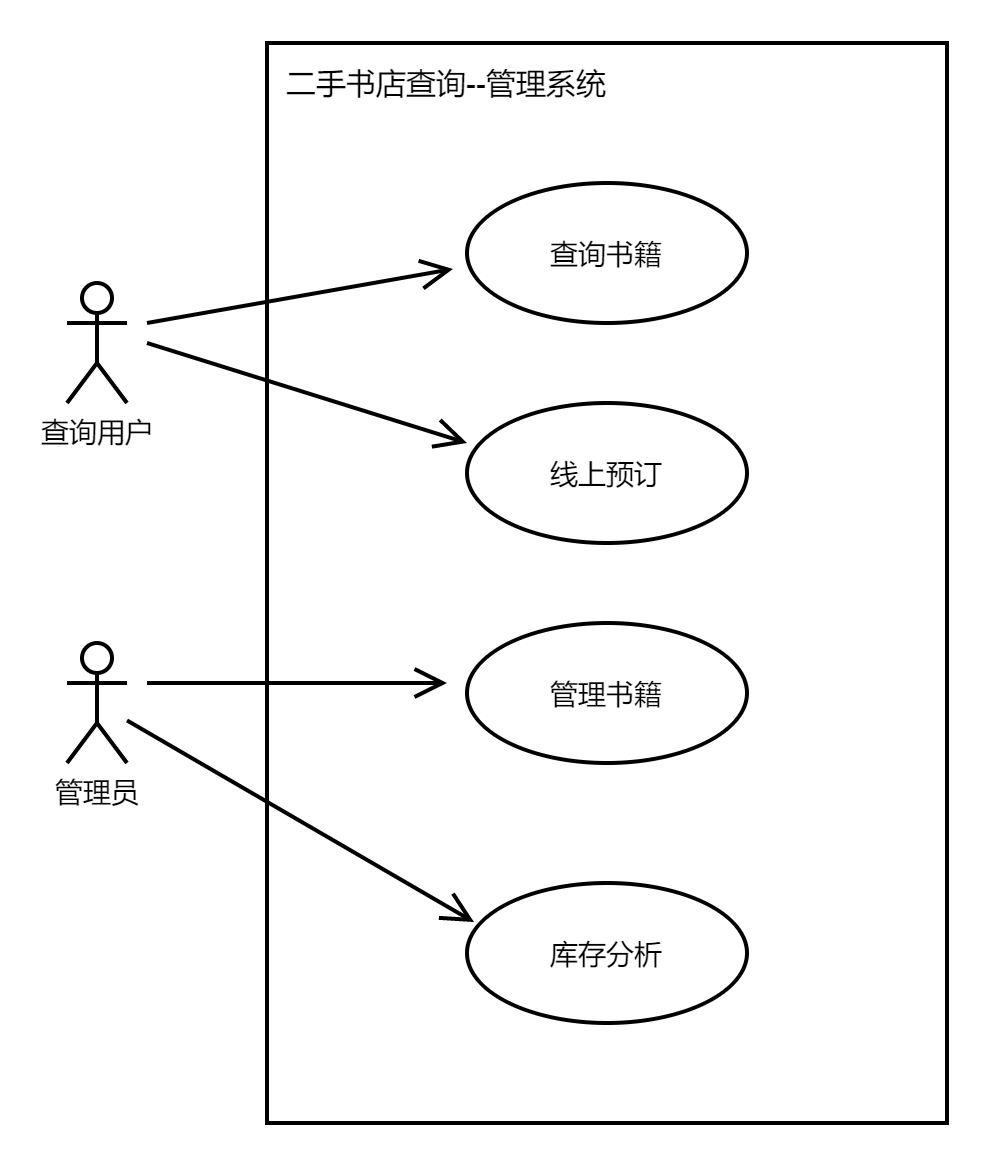 二手书店查询--管理系统
查询书籍
查询用户
线上预订
管理书籍
管理员
库存分析